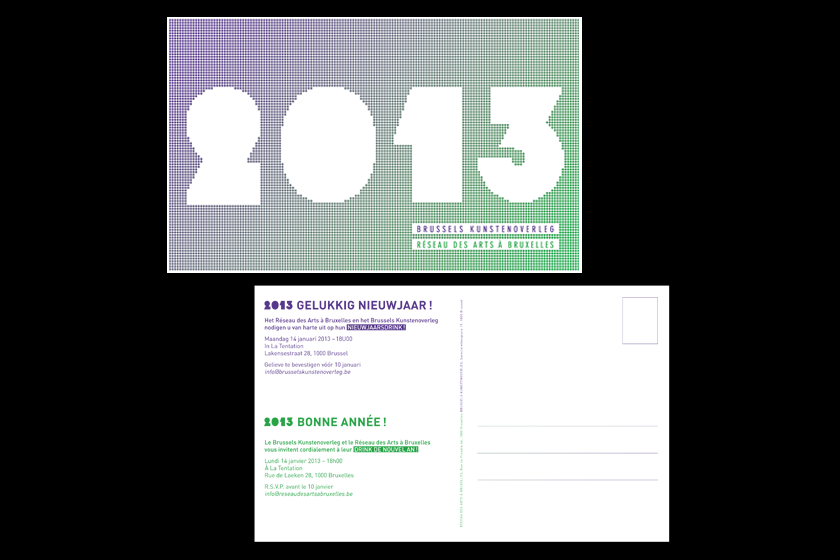 2013
BRUSSELS KUNSTENOVERLEG
RÉSEAU DES ARTS À BRUXELLES
2013 GELUKKIG NIEUWJAAR !
Het Réseau des Arts à Bruxelles en het Brussels Kunstenoverleg
nodigen u van harte uit op hun NIEUWJAARSDRINK !
Maandag 14 januari 2013 – 18U00
In La Tentation
Lakensestraat 28, 1000 Brussel
Gelieve te bevestigen vóór 10 januari
info@brusselskunstenoverleg.be
2013 BONNE ANNÉE !
Le Brussels Kunstenoverleg et le Réseau des Arts à Bruxelles
vous invitent cordialement à leur DRINK DE NOUVEL AN !
Lundi 14 janvier 2013 – 18h00
À La Tentation
Rue de Laeken 28, 1000 Bruxelles
R.S.V.P. avant le 10 janvier
info@reseaudesartsabruxelles.be